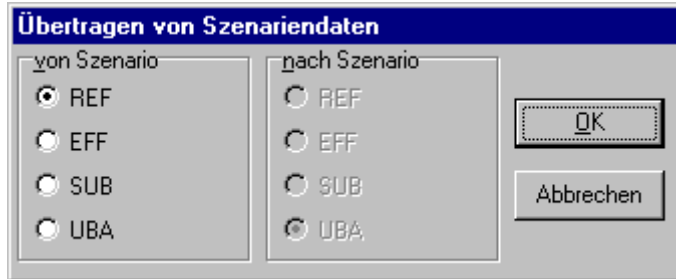 Übertragen von Szenariendaten
von Szenario
REF
EFF
SUB
UBA
nach Szenario
REF
EFF
SUB
UBA
OK
Abbrechen